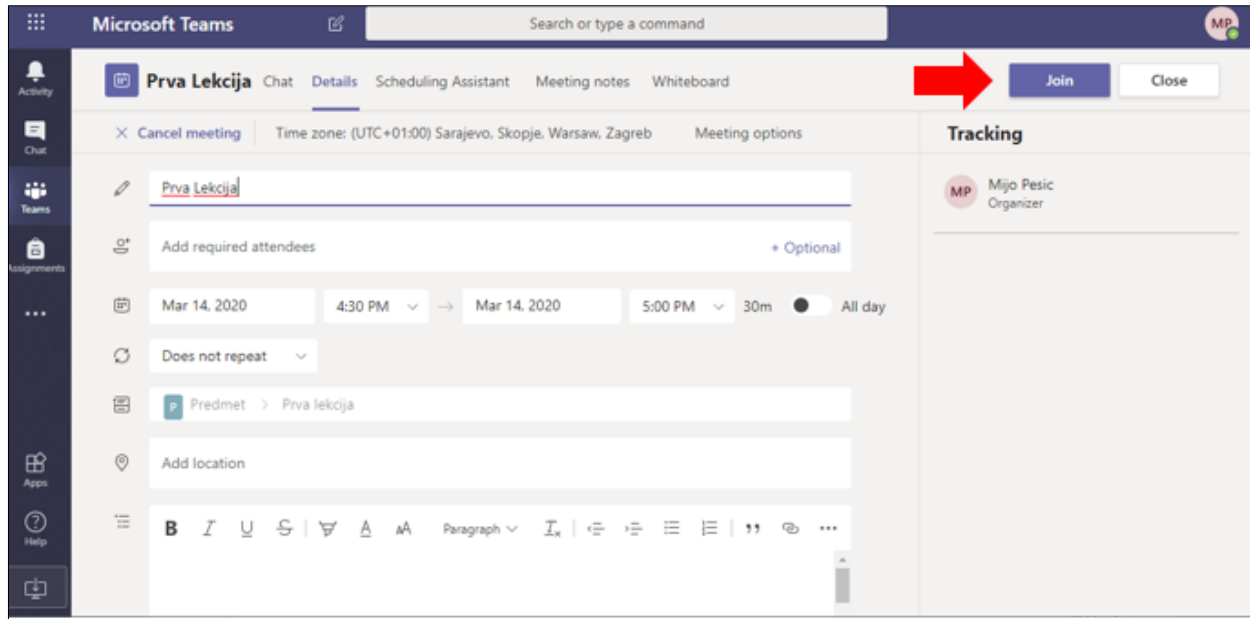 Microsoft Teams Search or type a command MP
Activity
Chat
Teams
Assignments
Apps
Help
Prva Lekcija Chat Details Scheduling Assistant Meeting notes Whiteboard Join Close
Cancel meeting Time zone: (UTC+01:00) Sarajevo, Skopje, Warsaw, Zagreb Meeting options
Prva Lekcija
Add required attendees + Optional
Mar 14, 2020 4:30 PM → Mar 14, 2020 5:00 PM 30m All day
Does not repeat
P Predmet > Prva lekcija
Add location
B I U S A AA Paragraph Ix
Tracking
MP Mijo Pesic
Organizer